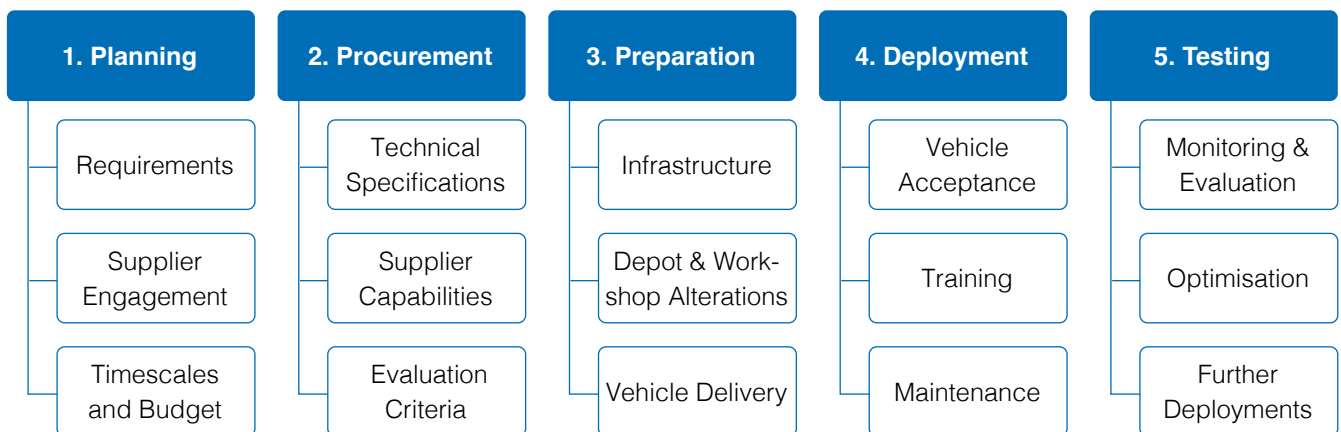 1. Planning
Requirements
Supplier
Engagement
Timescales
and Budget
2. Procurement
Technical
Specifications
Supplier
Capabilities
Evaluation
Criteria
3. Preparation
Infrastructure
Depot & Work-
shop Alterations
Vehicle Delivery
4. Deployment
Vehicle
Acceptance
Training
Maintenance
5. Testing
Monitoring &
Evaluation
Optimisation
Further
Deployments